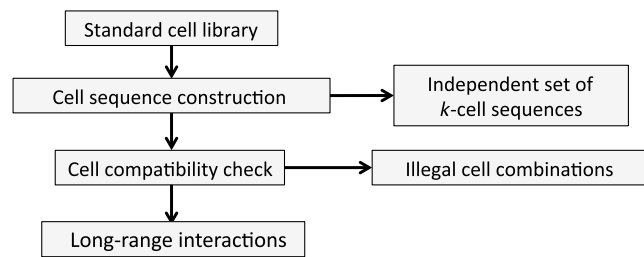 Standard cell library
Cell sequence construction
Independent set of
k-cell sequences
Cell compatibility check
Illegal cell combinations
Long-range interactions